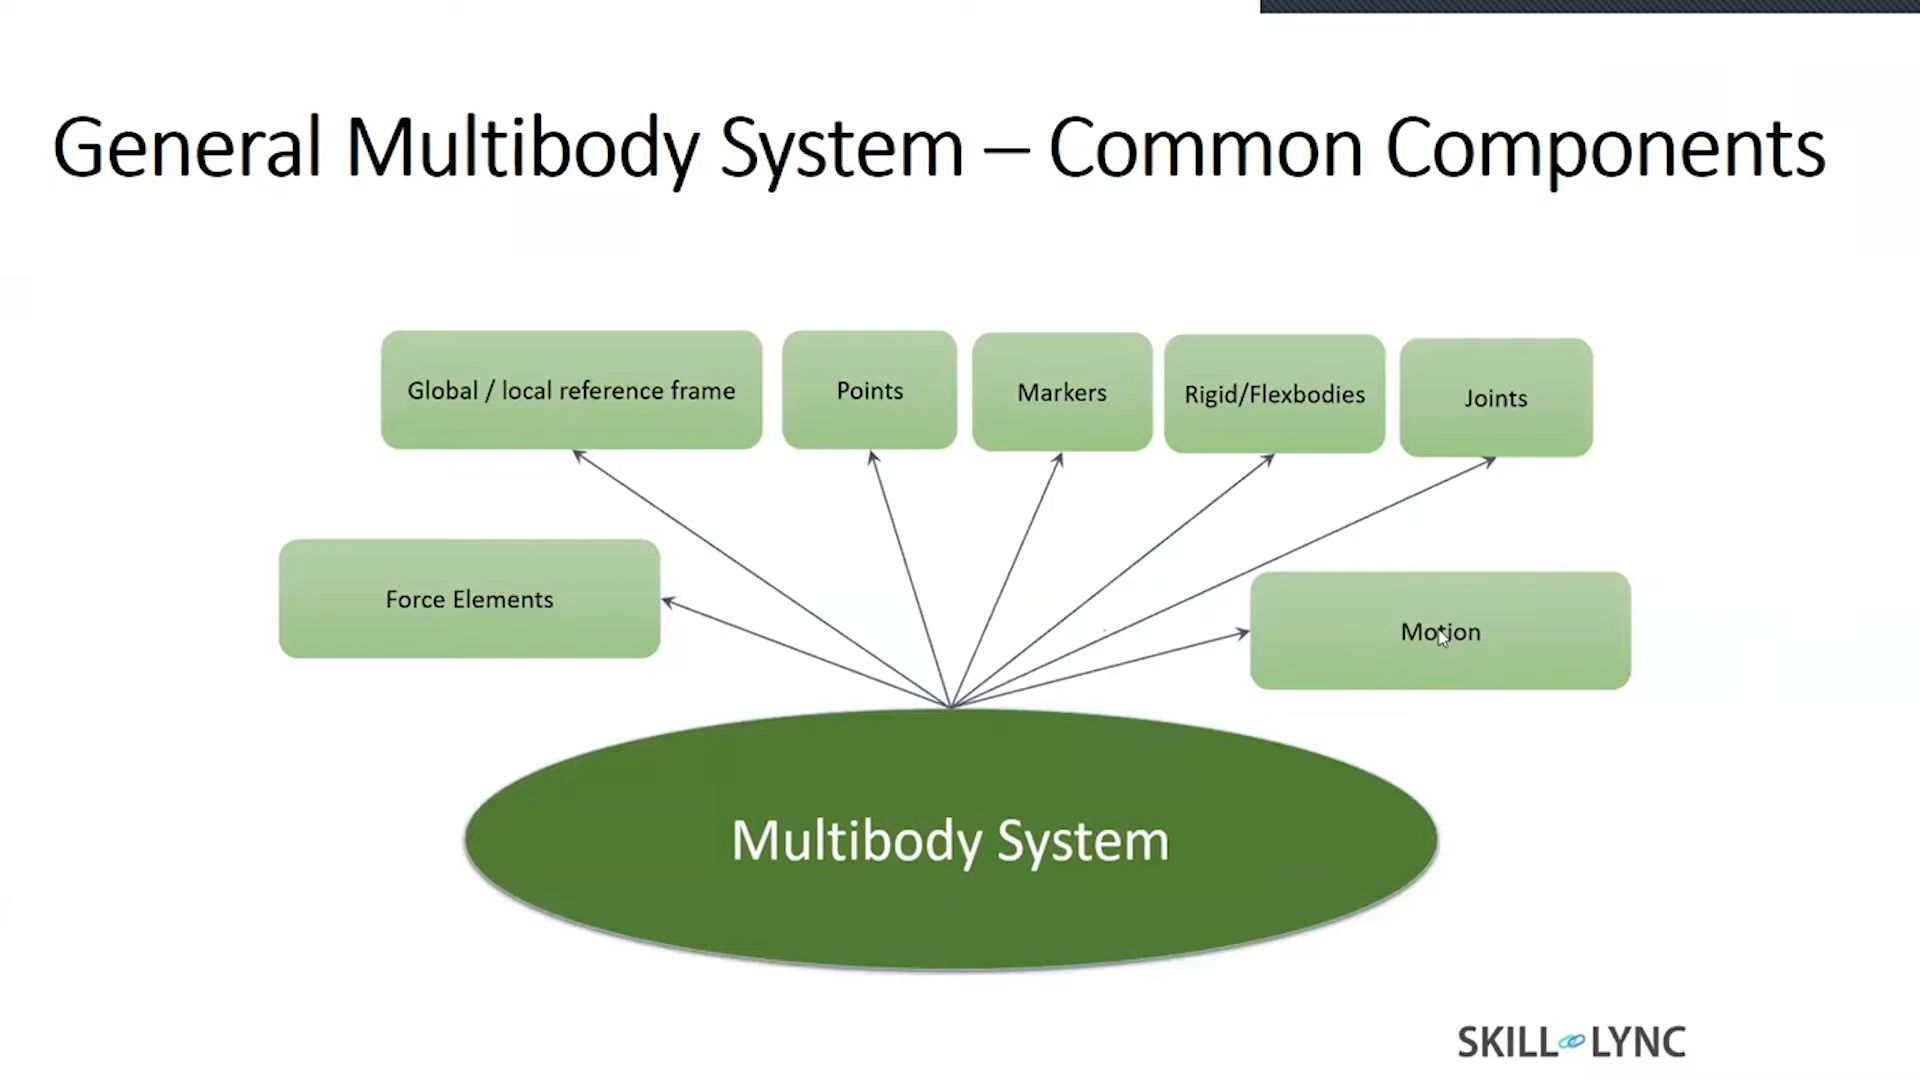 General Multibody System – Common Components
Global / local reference frame
Points
Markers
Rigid/Flexbodies
Joints
Force Elements
Motion
Multibody System
SKILL LYNC